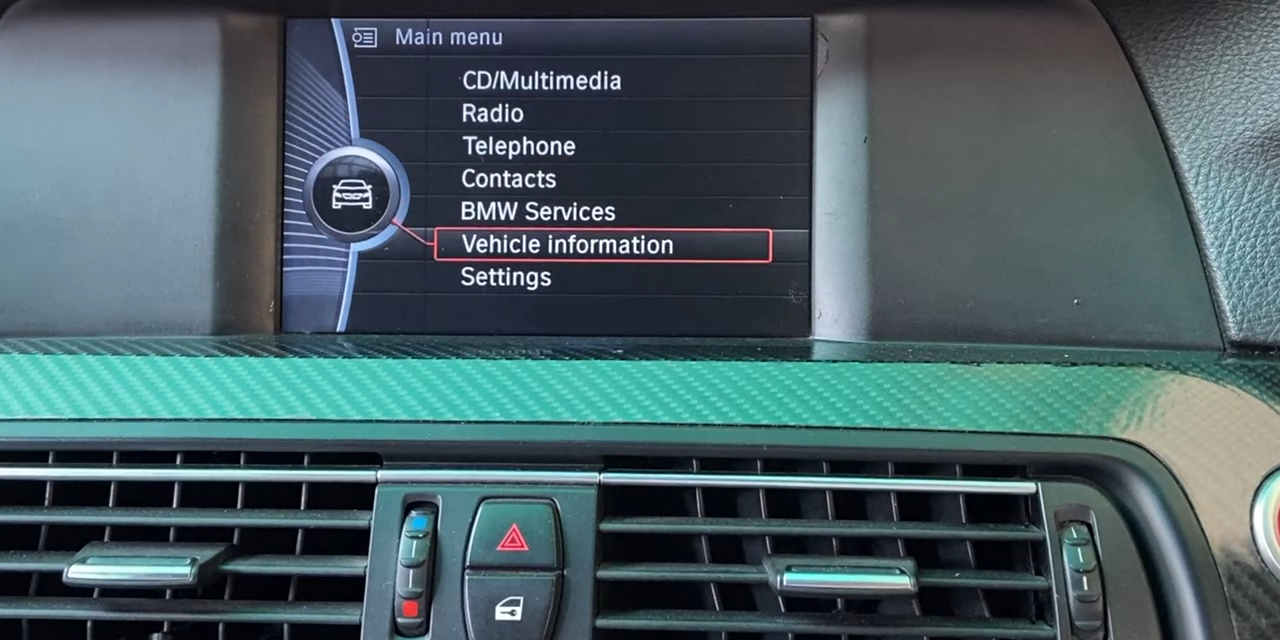 Main menu
CD/Multimedia
Radio
Telephone
Contacts
BMW Services
Vehicle information
Settings